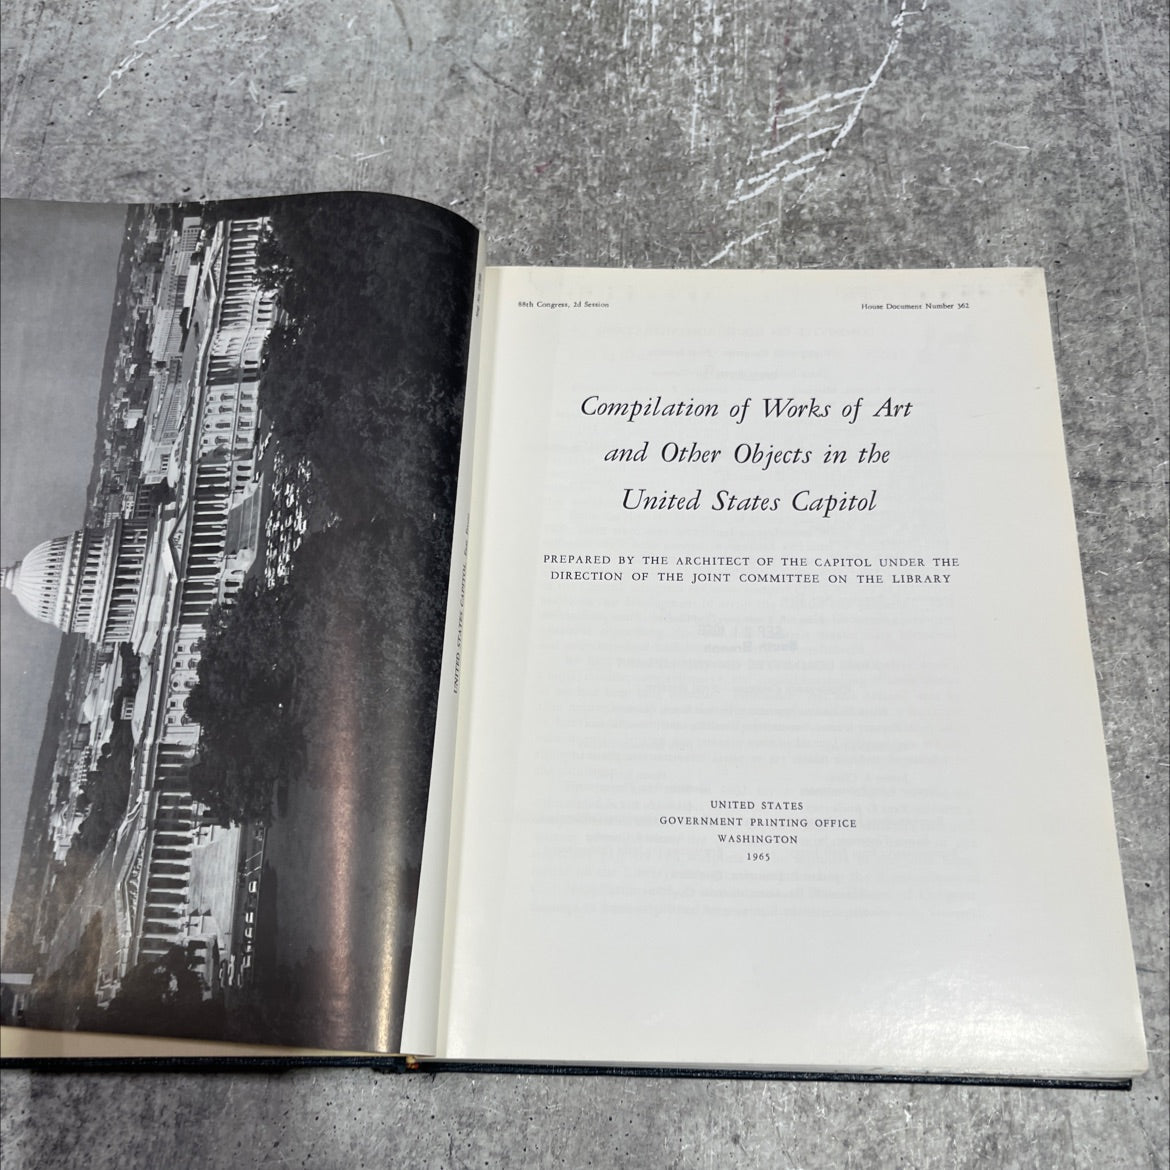 88th Congress, 2d Session
House Document Number 362
Compilation of Works of Art
and Other Objects in the
United States Capitol
PREPARED BY THE ARCHITECT OF THE CAPITOL UNDER THE
DIRECTION OF THE JOINT COMMITTEE ON THE LIBRARY
UNITED STATES
GOVERNMENT PRINTING OFFICE
WASHINGTON
1965
UNITED STATES CAPITOL